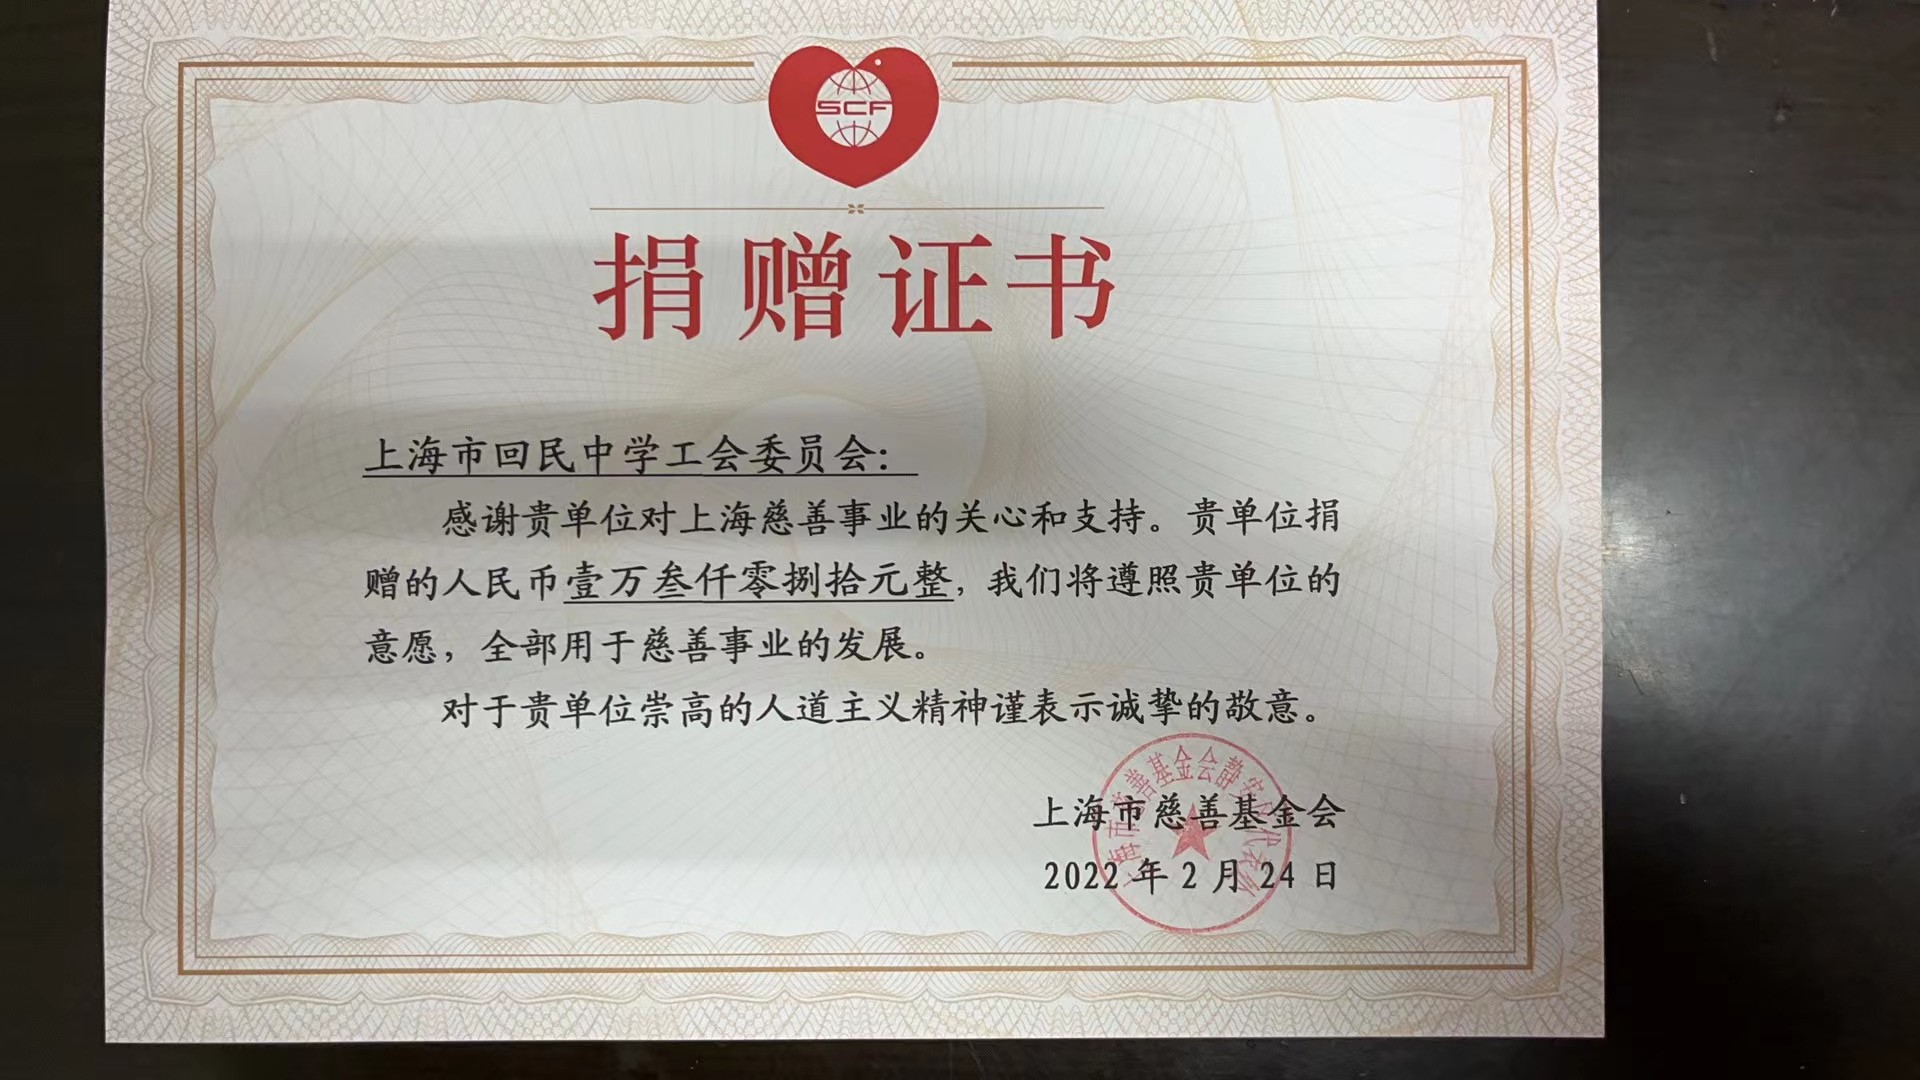 SCF
捐赠证书
上海市回民中学工会委员会：
感谢贵单位对上海慈善事业的关心和支持。贵单位捐
赠的人民币壹万叁仟零捌拾元整，我们将遵照贵单位的
意愿，全部用于慈善事业的发展。
对于贵单位崇高的人道主义精神谨表示诚挚的敬意。
上海市慈善基金会
2022 年 2 月 24 日
基金会静安